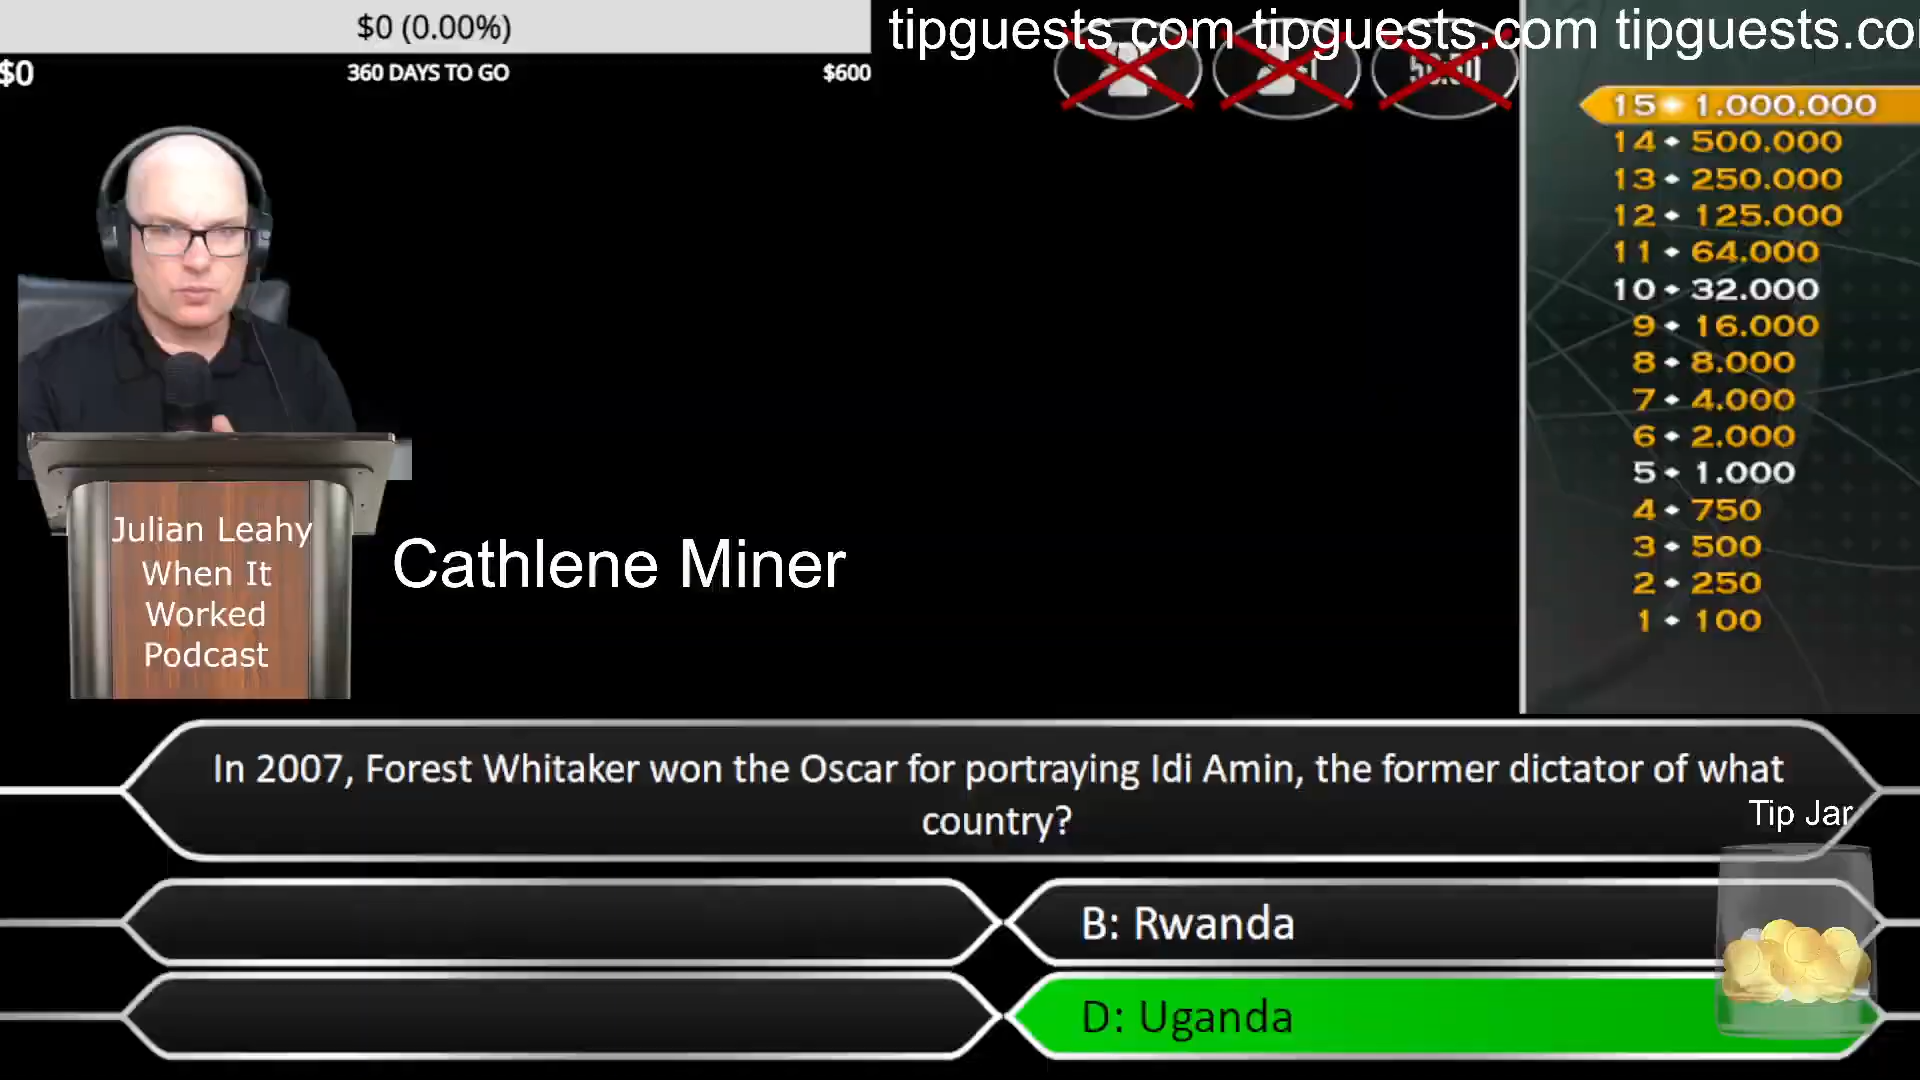 $0 (0.00%)
$0 360 DAYS TO GO $600
tipguests.com tipguests.com tipguests.co
50:50
15 1.000.000
14 500.000
13 250.000
12 125.000
11 64.000
10 32.000
9 16.000
8 8.000
7 4.000
6 2.000
5 1.000
4 750
3 500
2 250
1 100
Julian Leahy
When It
Worked
Podcast
Cathlene Miner
In 2007, Forest Whitaker won the Oscar for portraying Idi Amin, the former dictator of what
country?
Tip Jar
B: Rwanda
D: Uganda